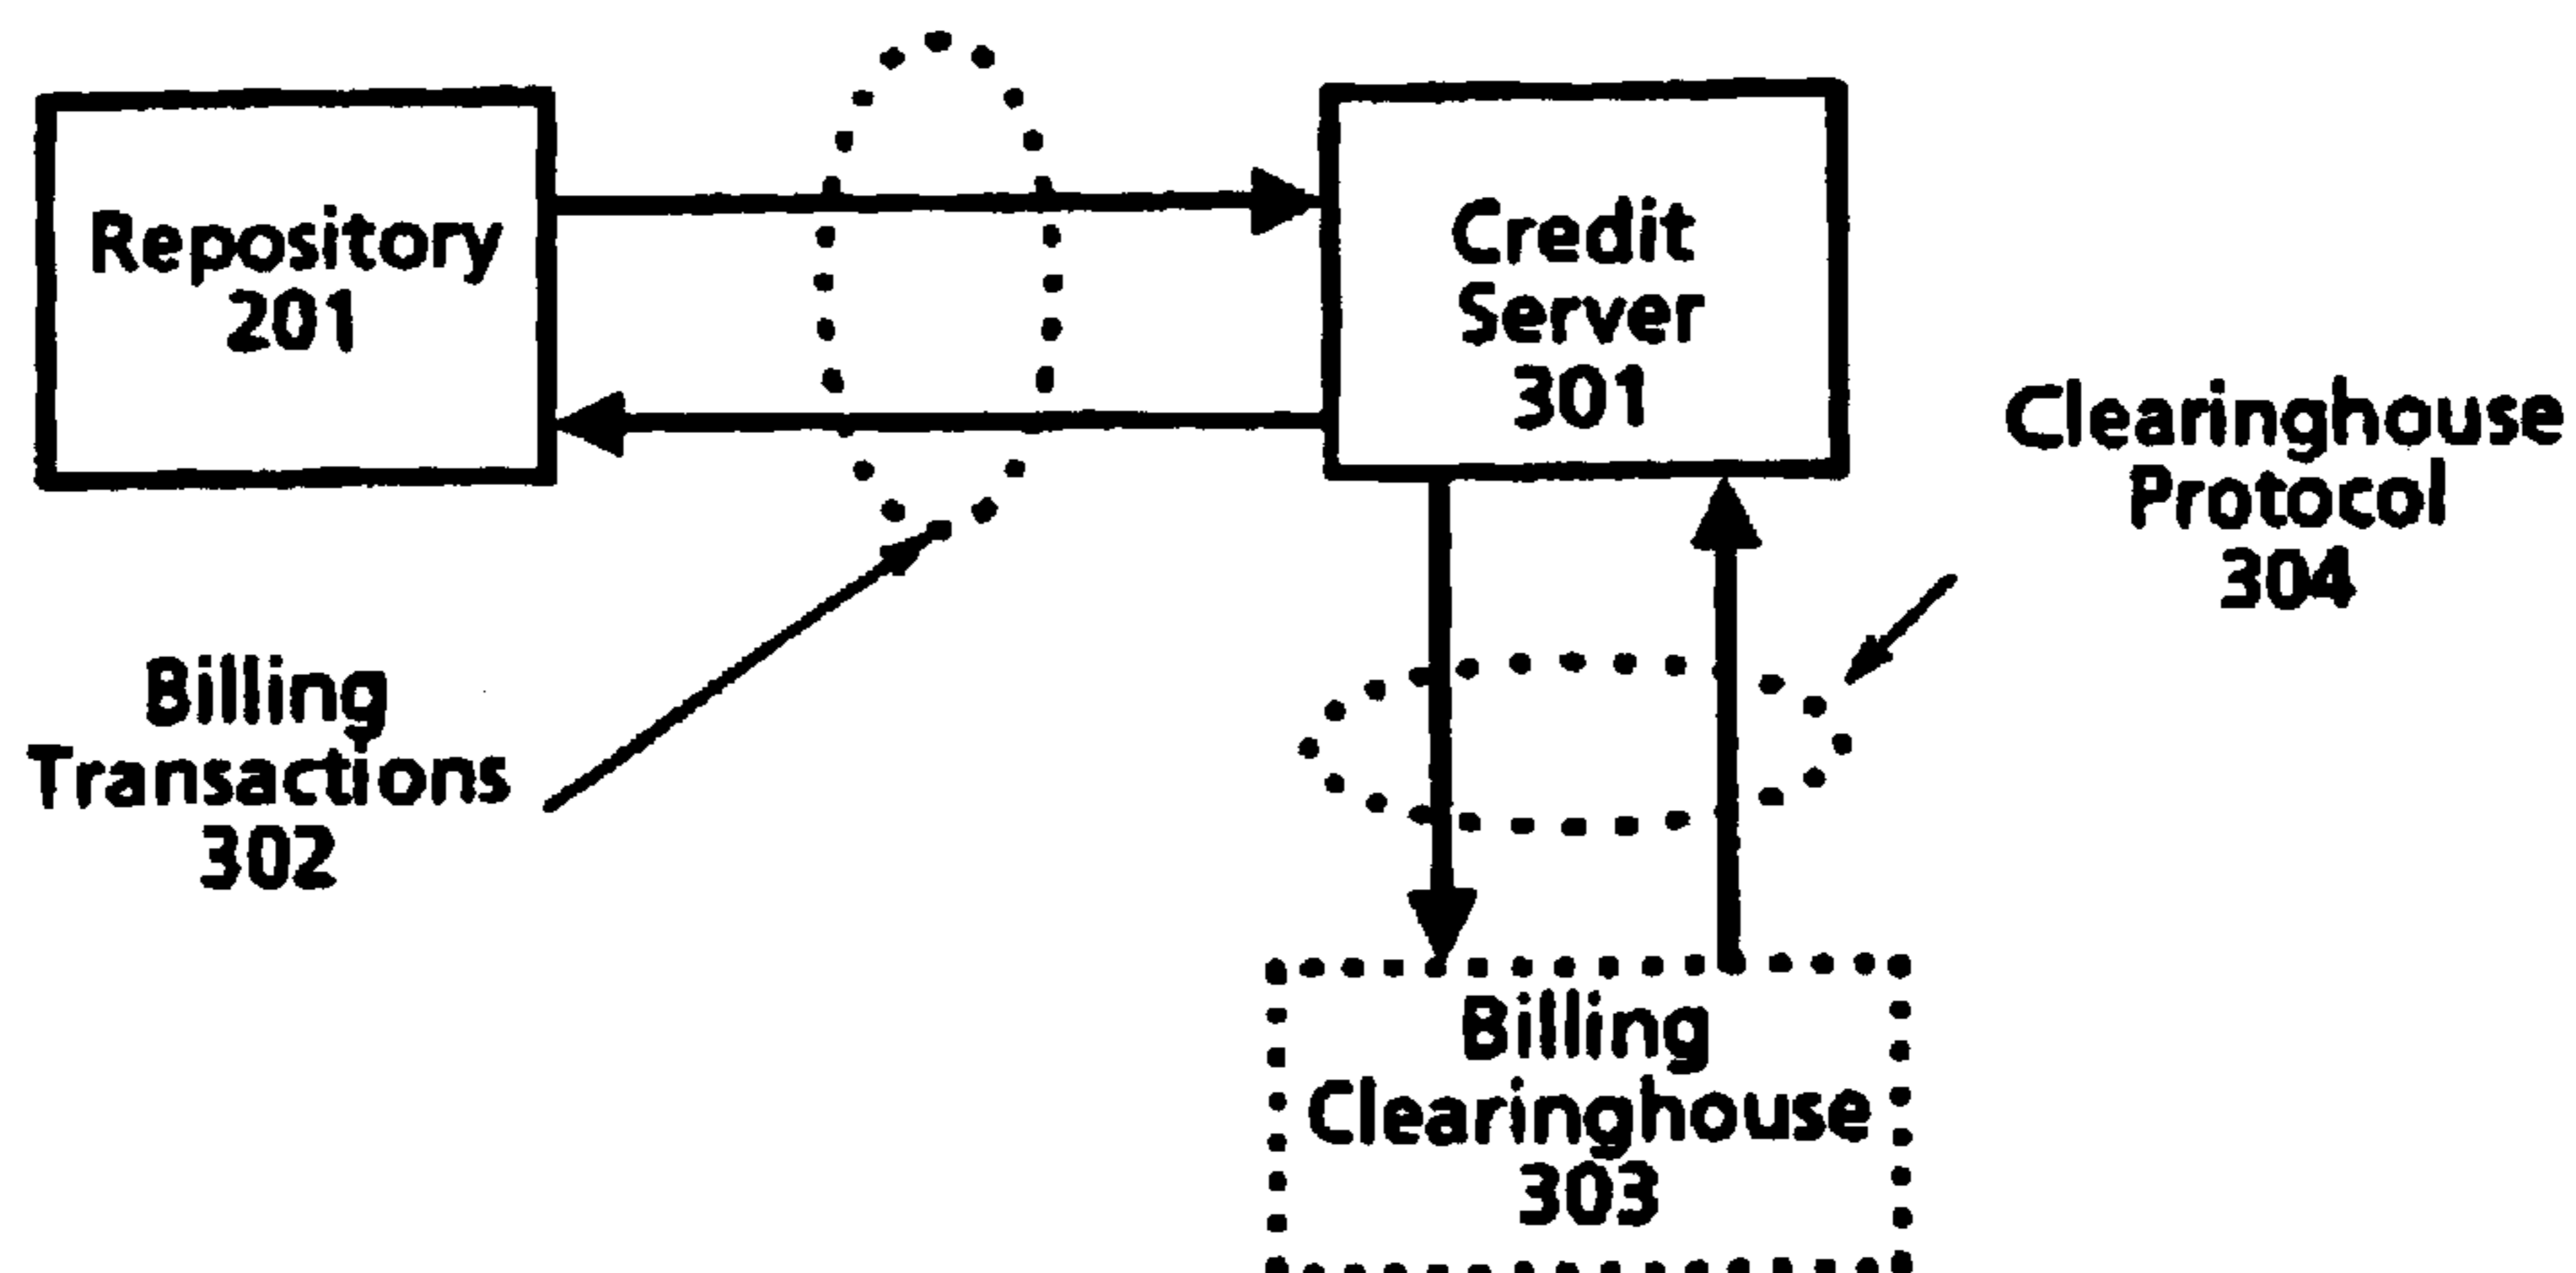 Repository
201
Credit
Server
301
Clearinghouse
Protocol
304
Billing
Transactions
302
Billing
Clearinghouse
303